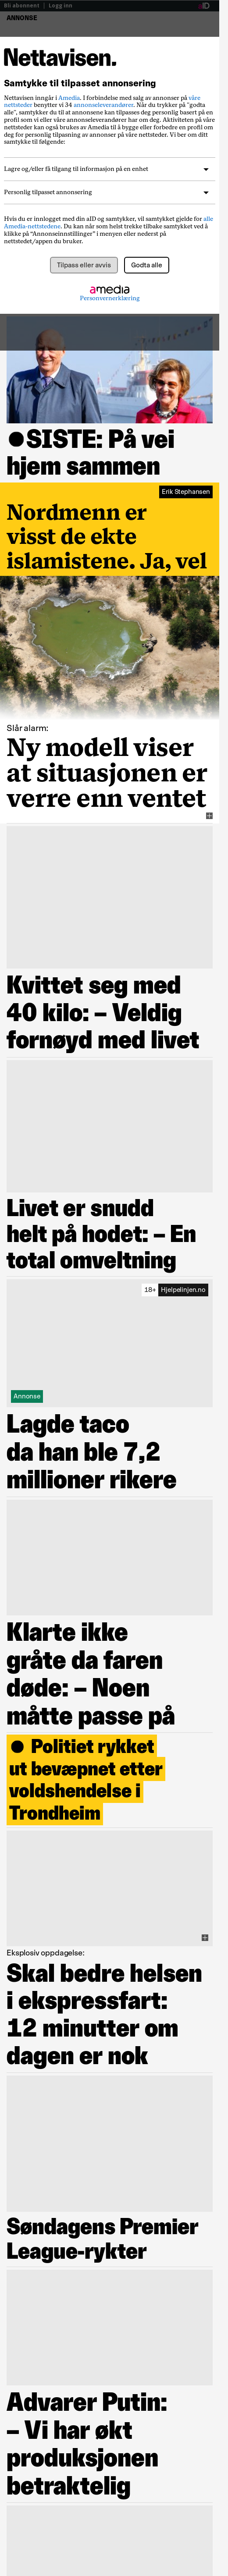 Bli abonnent | Logg inn
ANNONSE
Nettavisen.
Samtykke til tilpasset annonsering
Nettavisen inngår i Amedia. I forbindelse med salg av annonser på våre
nettsteder benytter vi 34 annonseleverandører. Når du trykker på "godta
alle", samtykker du til at annonsene kan tilpasses deg personlig basert på en
profil som vi eller våre annonseleverandører har om deg. Aktiviteten på våre
nettsteder kan også brukes av Amedia til å bygge eller forbedre en profil om
deg for personlig tilpasning av annonser på våre nettsteder. Vi ber om ditt
samtykke til følgende:
Lagre og/eller få tilgang til informasjon på en enhet
Personlig tilpasset annonsering
Hvis du er innlogget med din aID og samtykker, vil samtykket gjelde for alle
Amedia-nettstedene. Du kan når som helst trekke tilbake samtykket ved å
klikke på “Annonseinnstillinger” i menyen eller nederst på
nettstedet/appen du bruker.
Tilpass eller avvis
Godta alle
amedia
Personvernerklæring
●SISTE: På vei
hjem sammen
Erik Stephansen
Nordmenn er
visst de ekte
islamistene. Ja, vel
Slår alarm:
Ny modell viser
at situasjonen er
verre enn ventet
Kvittet seg med
40 kilo: – Veldig
fornøyd med livet
Livet er snudd
helt på hodet: – En
total omveltning
18+ Hjelpelinjen.no
Annonse
Lagde taco
da han ble 7,2
millioner rikere
Klarte ikke
gråte da faren
døde: – Noen
måtte passe på
● Politiet rykket
ut bevæpnet etter
voldshendelse i
Trondheim
Eksplosiv oppdagelse:
Skal bedre helsen
i ekspressfart:
12 minutter om
dagen er nok
Søndagens Premier
League-rykter
Advarer Putin:
– Vi har økt
produksjonen
betraktelig